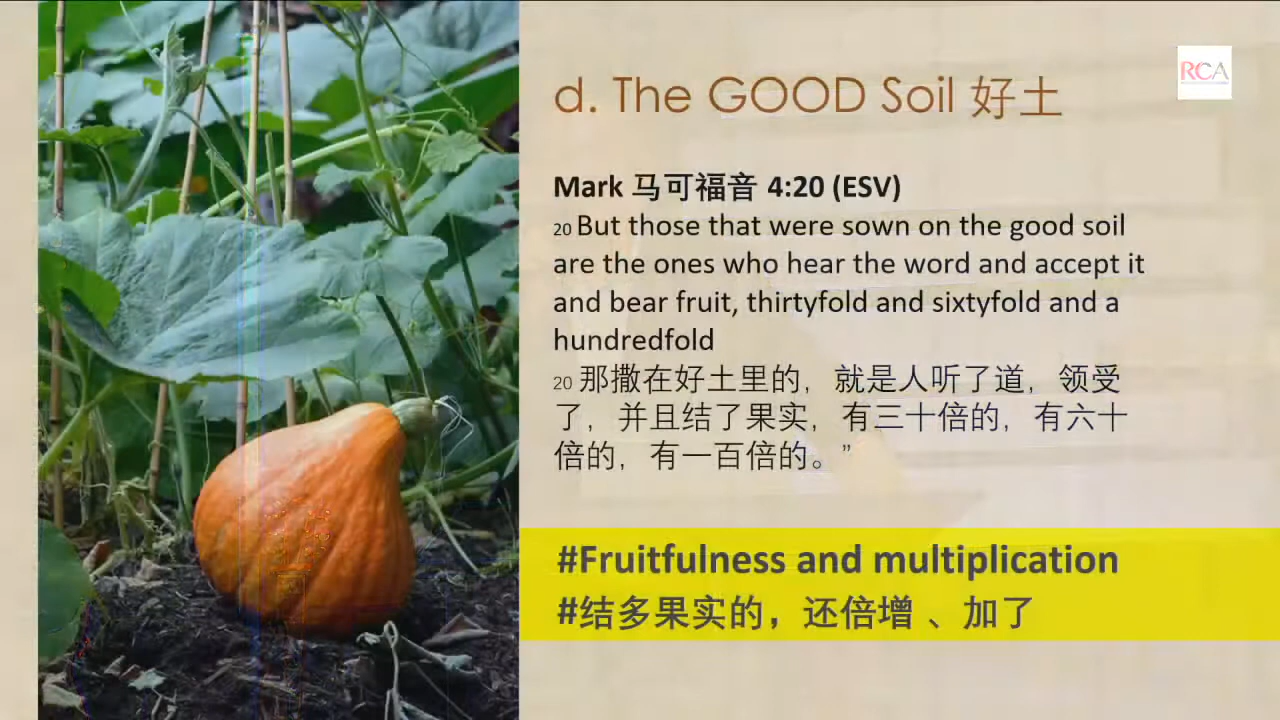 d. The GOOD Soil 好土
RCA
Mark 马可福音 4:20 (ESV)
20 But those that were sown on the good soil
are the ones who hear the word and accept it
and bear fruit, thirtyfold and sixtyfold and a
hundredfold
20 那撒在好土里的，就是人听了道，领受
了，并且结了果实，有三十倍的，有六十
倍的，有一百倍的。”
#Fruitfulness and multiplication
#结多果实的，还倍增 、加了